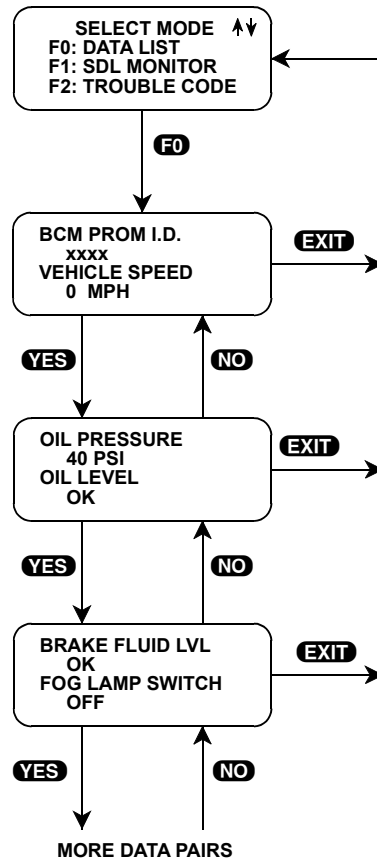 SELECT MODE
F0: DATA LIST
F1: SDL MONITOR
F2: TROUBLE CODE
F0
BCM PROM I.D.
xxxx
VEHICLE SPEED
0 MPH
EXIT
YES
NO
OIL PRESSURE
40 PSI
OIL LEVEL
OK
EXIT
YES
NO
BRAKE FLUID LVL
OK
FOG LAMP SWITCH
OFF
EXIT
YES
NO
MORE DATA PAIRS